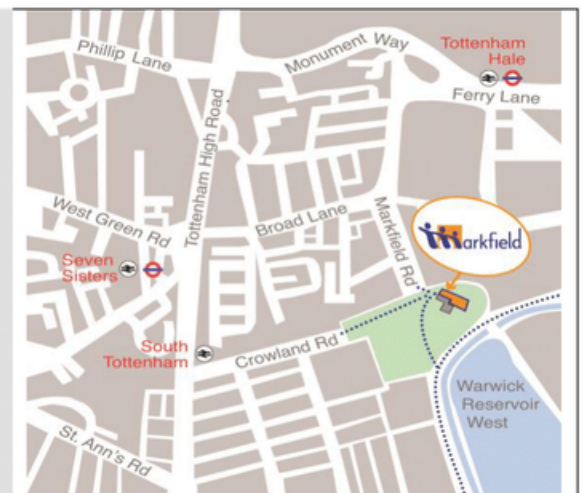 Phillip Lane
Monument Way
Tottenham
Hale
Ferry Lane
Tottenham High Road
West Green Rd
Broad Lane
Markfield Rd
markfield
Seven
Sisters
South
Tottenham
Crowland Rd
Warwick
Reservoir
West
St. Ann's Rd